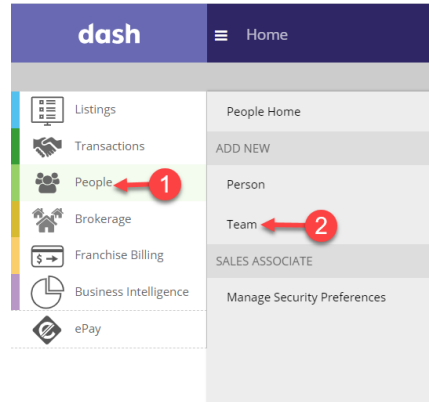 dash
Home
Listings
Transactions
People
1
Brokerage
Franchise Billing
Business Intelligence
ePay
People Home
ADD NEW
Person
Team
2
SALES ASSOCIATE
Manage Security Preferences